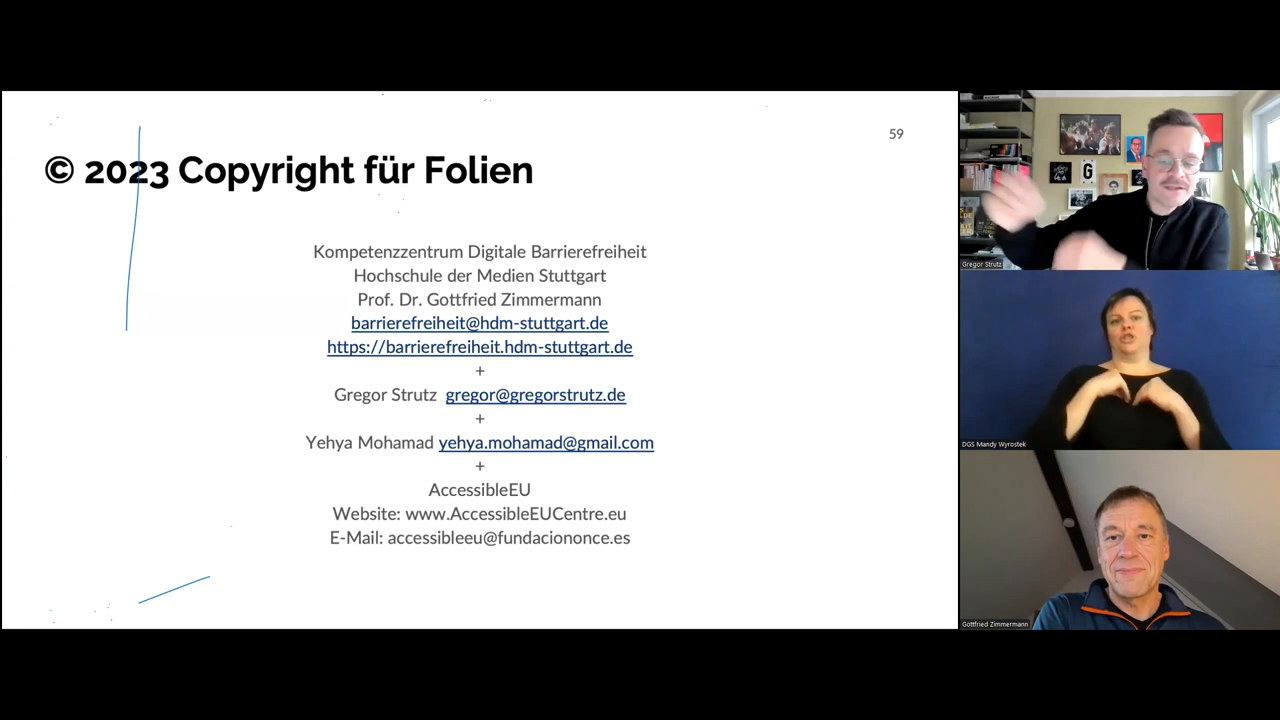 59
© 2023 Copyright für Folien
Kompetenzzentrum Digitale Barrierefreiheit
Hochschule der Medien Stuttgart
Prof. Dr. Gottfried Zimmermann
barrierefreiheit@hdm-stuttgart.de
https://barrierefreiheit.hdm-stuttgart.de
+
Gregor Strutz gregor@gregorstrutz.de
+
Yehya Mohamad yehya.mohamad@gmail.com
+
AccessibleEU
Website: www.AccessibleEUCentre.eu
E-Mail: accessibleeu@fundaciononce.es
G
Gregor Strutz
DGS Mandy Wyrostek
Gottfried Zimmermann